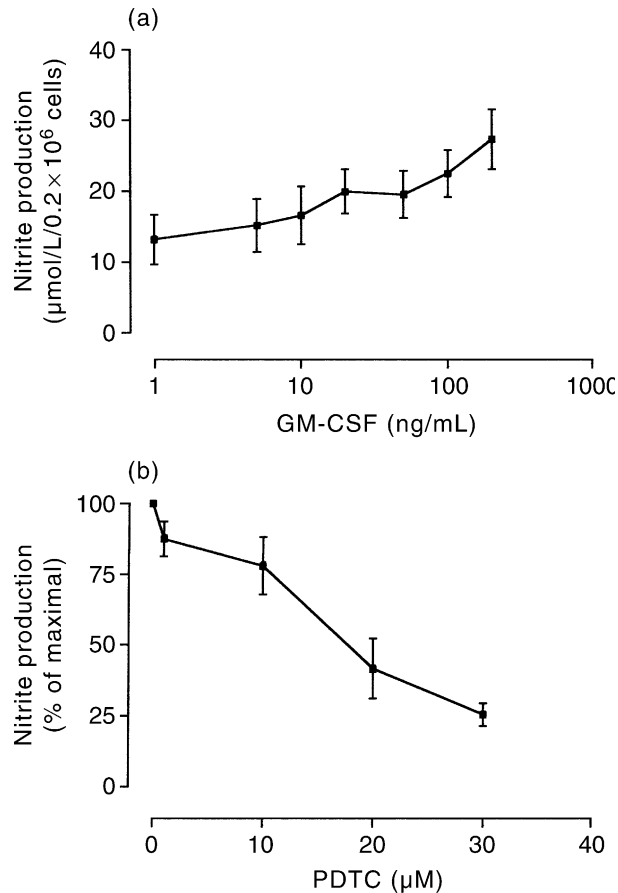 (a)
Nitrite production
(μmol/L/0.2×10⁶ cells)
40
30
20
10
0
1 10 100 1000
GM-CSF (ng/mL)
(b)
Nitrite production
(% of maximal)
100
75
50
25
0
0 10 20 30 40
PDTC (μM)